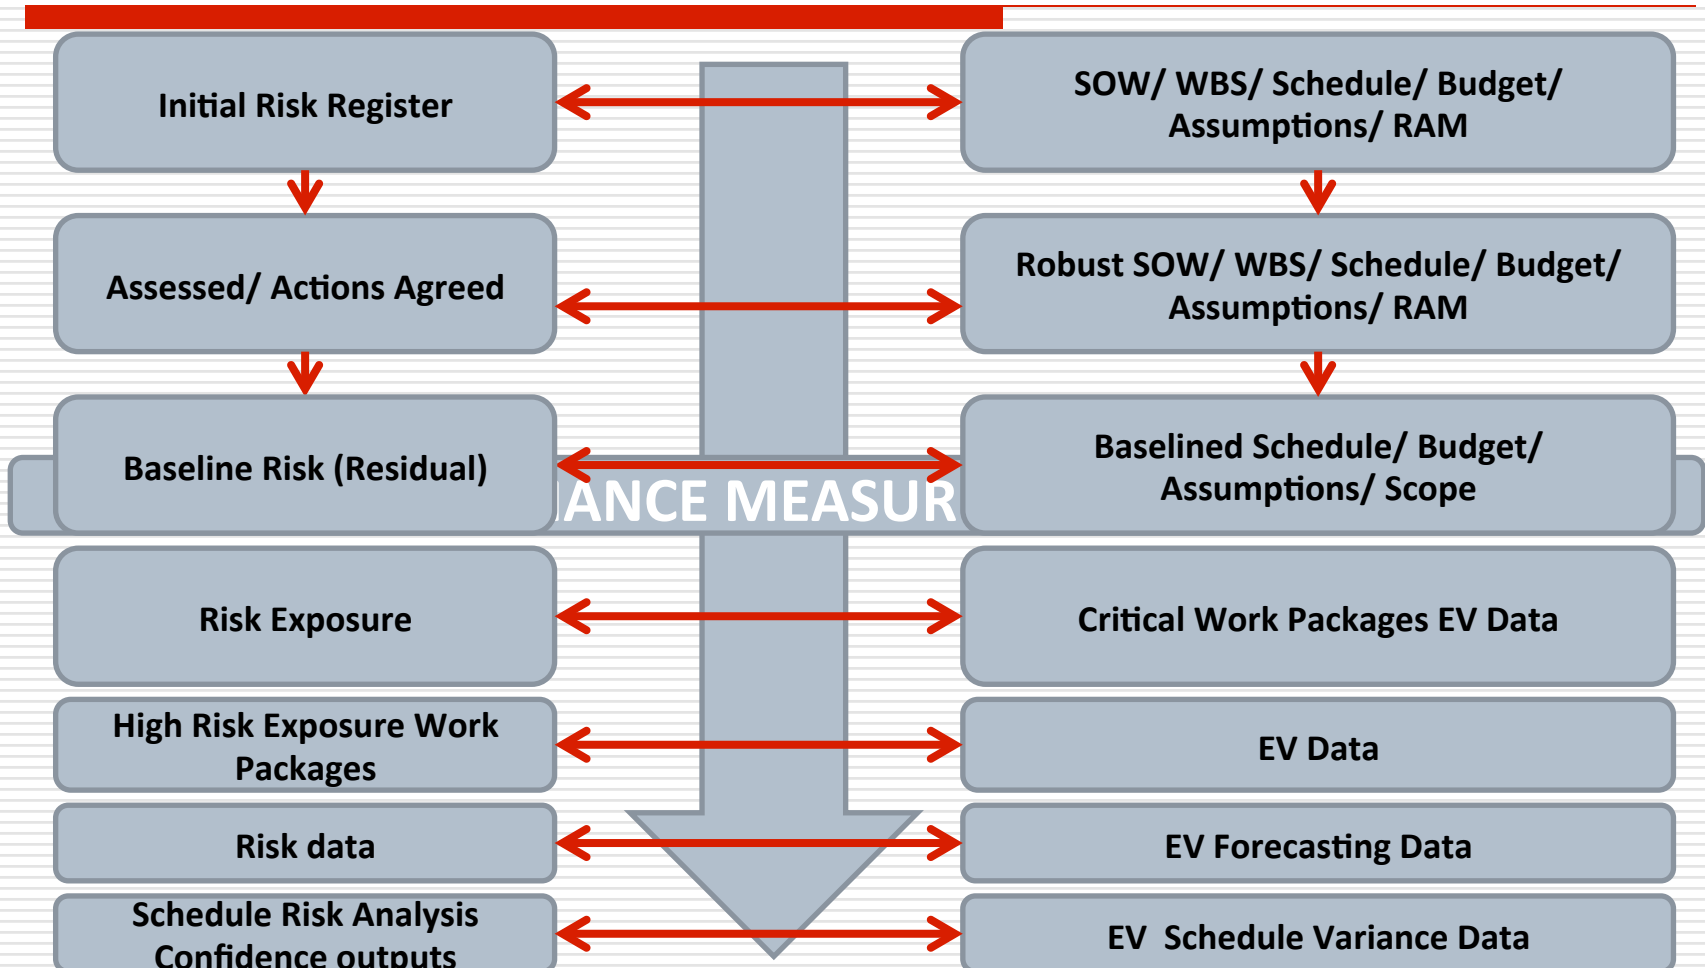 Initial Risk Register
SOW/ WBS/ Schedule/ Budget/
Assumptions/ RAM
Assessed/ Actions Agreed
Robust SOW/ WBS/ Schedule/ Budget/
Assumptions/ RAM
Baseline Risk (Residual)
Baselined Schedule/ Budget/
Assumptions/ Scope
ANCE MEASUR
Risk Exposure
Critical Work Packages EV Data
High Risk Exposure Work
Packages
EV Data
Risk data
EV Forecasting Data
Schedule Risk Analysis
Confidence outputs
EV Schedule Variance Data